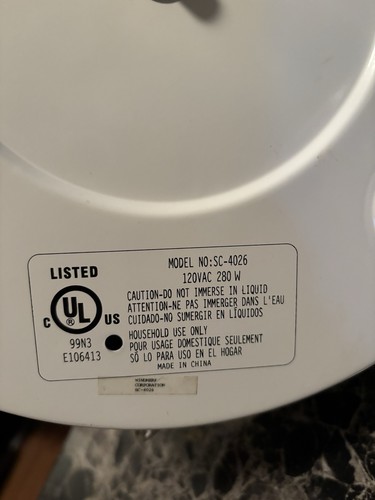 LISTED
C UL ® US
99N3
E106413
MODEL NO:SC-4026
120VAC 280 W
CAUTION-DO NOT IMMERSE IN LIQUID
ATTENTION-NE PAS IMMERGER DANS L'EAU
CUIDADO-NO SUMERGIR EN LÍQUIDOS
HOUSEHOLD USE ONLY
POUR USAGE DOMESTIQUE SEULEMENT
SÓ LO PARA USO EN EL HOGAR
MADE IN CHINA
CORPORATION